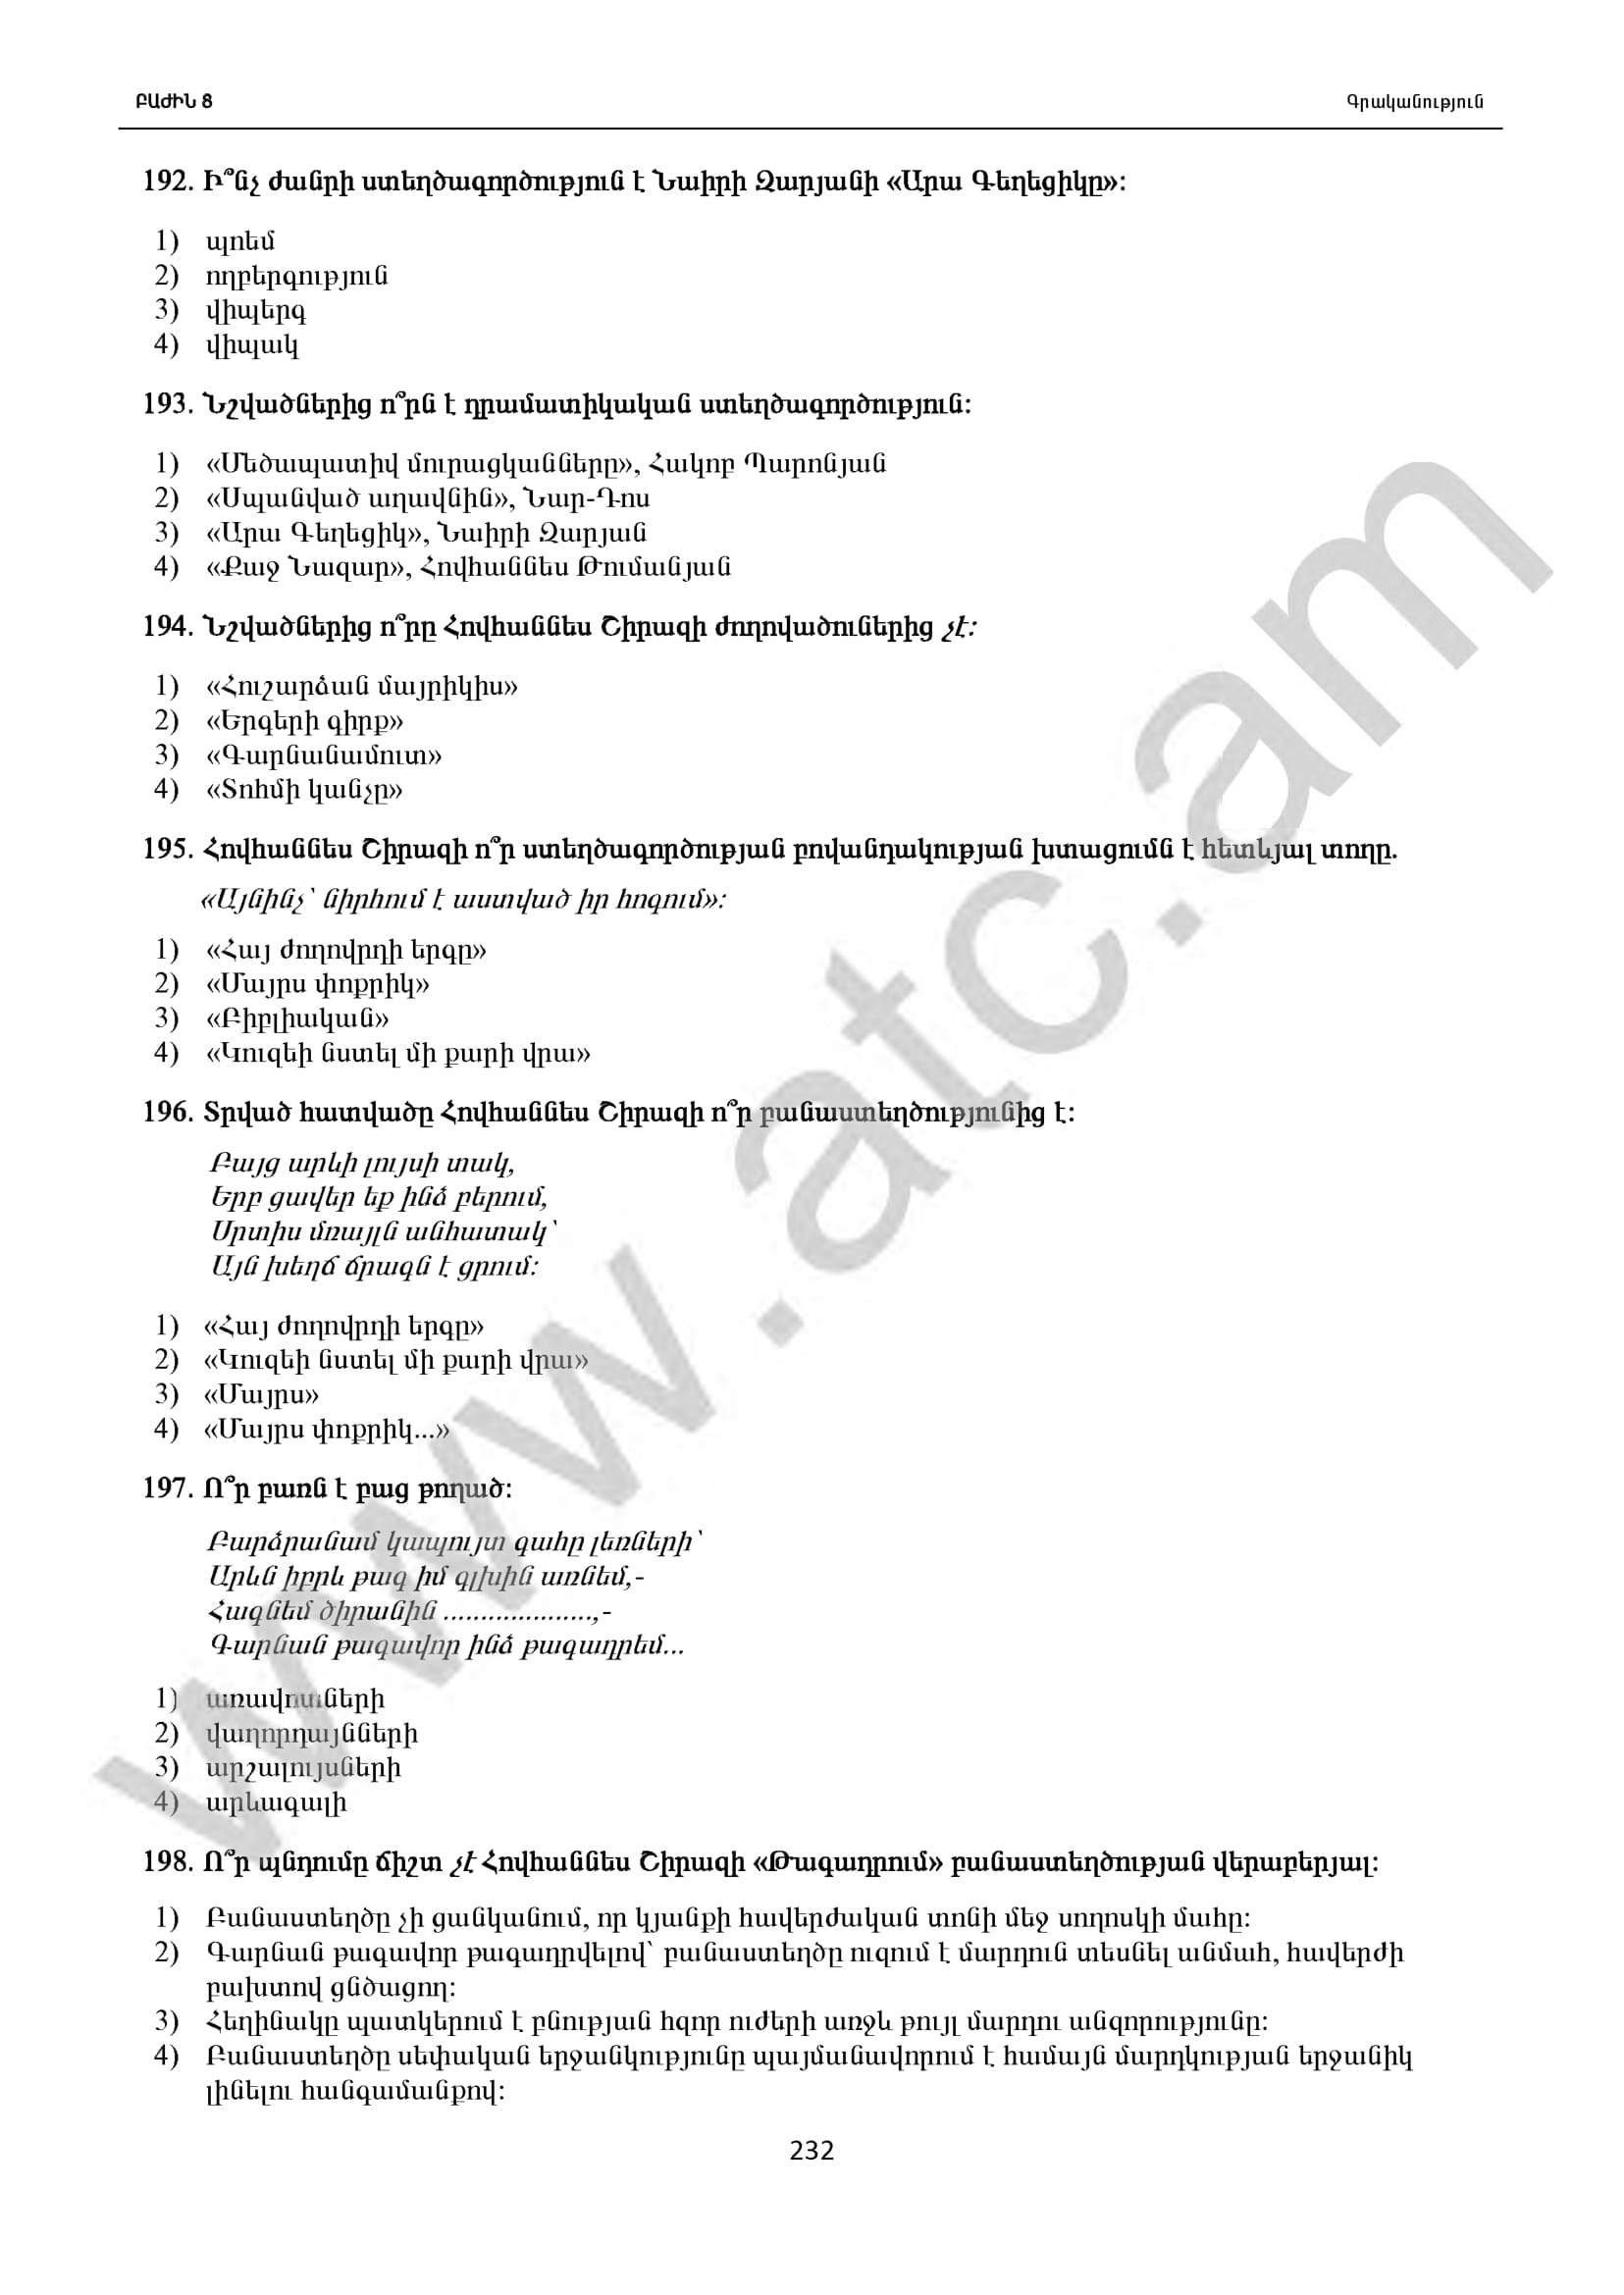 ԲԱԺԻՆ 8
Գրականություն
192. Ի՞նչ ժանրի ստեղծագործություն է Նաիրի Զարյանի «Արա Գեղեցիկը»:
1) պոեմ
2) ողբերգություն
3) վիպերգ
4) վիպակ
193. Նշվածներից ո՞րն է դրամատիկական ստեղծագործություն:
1) «Մեծապատիվ մուրացկանները», Հակոբ Պարոնյան
2) «Սպանված աղավնին», Նար-Դոս
3) «Արա Գեղեցիկ», Նաիրի Զարյան
4) «Քաջ Նազար», Հովհաննես Թումանյան
194. Նշվածներից ո՞րը Հովհաննես Շիրազի ժողովածուներից չէ:
1) «Հուշարձան մայրիկիս»
2) «Երգերի գիրք»
3) «Գարնանամուտ»
4) «Տոհմի կանչը»
195. Հովհաննես Շիրազի ո՞ր ստեղծագործության բովանդակության խտացումն է հետևյալ տողը.
«Այնինչ՝ նիրհում է աստված իր հոգում»:
1) «Հայ ժողովրդի երգը»
2) «Մայրս փոքրիկ»
3) «Բիբլիական»
4) «Կուզեի նստել մի քարի վրա»
196. Տրված հատվածը Հովհաննես Շիրազի ո՞ր բանաստեղծությունից է:
Բայց արևի լույսի տակ,
Երբ ցավեր եք ինձ բերում,
Սրտիս մռայլն անհատակ՝
Այն խեղճ ճրագն է ցրում:
1) «Հայ ժողովրդի երգը»
2) «Կուզեի նստել մի քարի վրա»
3) «Մայրս»
4) «Մայրս փոքրիկ...»
197. Ո՞ր բառն է բաց թողած:
Բարձրանամ կապույտ գահը լեռների՝
Արևն իբրև թագ իմ գլխին առնեմ,-
Հագնեմ ծիրանին ....................,-
Գարնան թագավոր ինձ թագադրեմ...
1) առավոտների
2) վաղորդայնների
3) արշալույսների
4) արևագալի
198. Ո՞ր պնդումը ճիշտ չէ Հովհաննես Շիրազի «Թագադրում» բանաստեղծության վերաբերյալ:
1) Բանաստեղծը չի ցանկանում, որ կյանքի հավերժական տոնի մեջ սողոսկի մահը:
2) Գարնան թագավոր թագադրվելով՝ բանաստեղծը ուզում է մարդուն տեսնել անմահ, հավերժի
բախտով ցնծացող:
3) Հեղինակը պատկերում է բնության հզոր ուժերի առջև թույլ մարդու անզորությունը:
4) Բանաստեղծը սեփական երջանկությունը պայմանավորում է համայն մարդկության երջանիկ
լինելու հանգամանքով:
232
www.atc.am